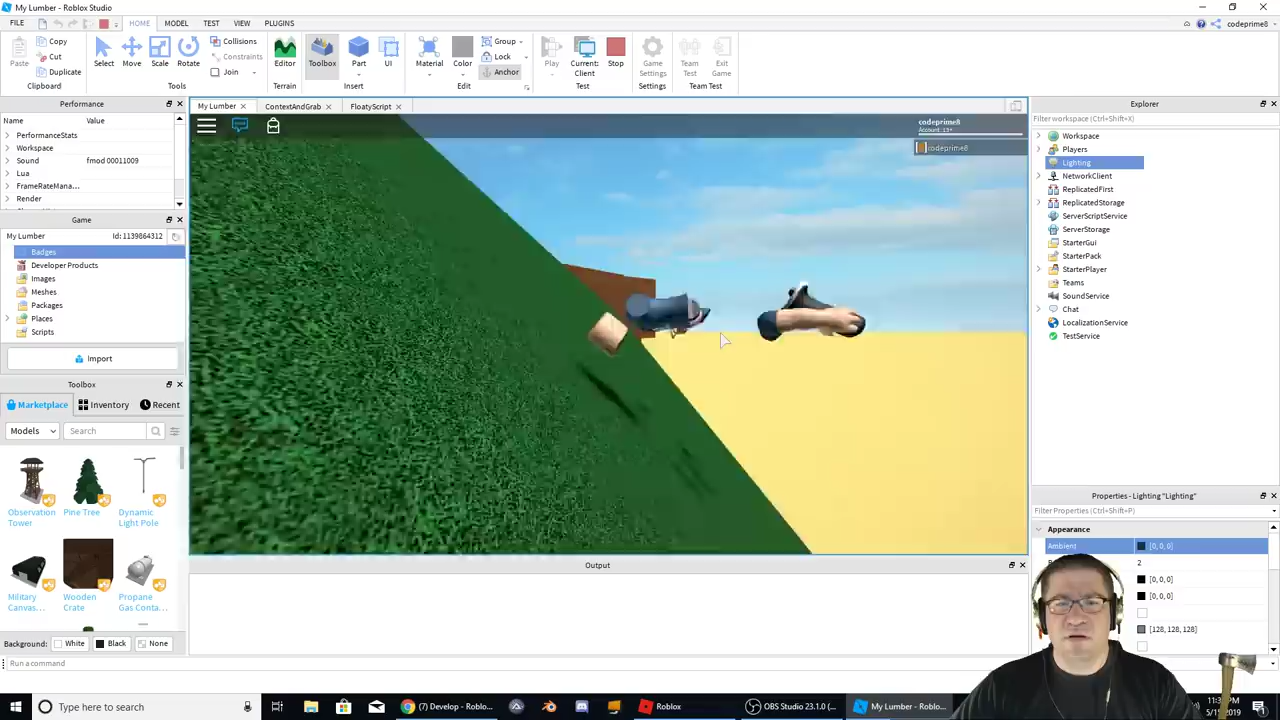 My Lumber - Roblox Studio
FILE HOME MODEL TEST VIEW PLUGINS codeprime8
Paste Copy Cut Duplicate Clipboard
Select Move Scale Rotate Collisions Constraints Join Tools
Editor Terrain
Toolbox Part UI Insert
Material Color Group Lock Anchor Edit
Play Current: Client Stop Test
Game Settings Settings
Team Test Exit Game Team Test
Performance
Name Value
PerformanceStats
Workspace
Sound fmod 00011009
Lua
FrameRateMana...
Render
Game
My Lumber Id: 1139864312
Badges
Developer Products
Images
Meshes
Packages
Places
Scripts
Import
Toolbox
Marketplace Inventory Recent
Models Search
Observation Tower
Pine Tree
Dynamic Light Pole
Military Canvas...
Wooden Crate
Propane Gas Conta...
Background: White Black None
Run a command
My Lumber ContextAndGrab FloatyScript
codeprime8
Account: 13+
codeprime8
Output
Explorer
Filter workspace (Ctrl+Shift+X)
Workspace
Players
Lighting
NetworkClient
ReplicatedFirst
ReplicatedStorage
ServerScriptService
ServerStorage
StarterGui
StarterPack
StarterPlayer
Teams
SoundService
Chat
LocalizationService
TestService
Properties - Lighting "Lighting"
Filter Properties (Ctrl+Shift+P)
Appearance
Ambient [0, 0, 0]
2
[0, 0, 0]
[0, 0, 0]
[128, 128, 128]
Type here to search
(7) Develop - Roblo...
Roblox
OBS Studio 23.1.0 (...
My Lumber - Roblo...